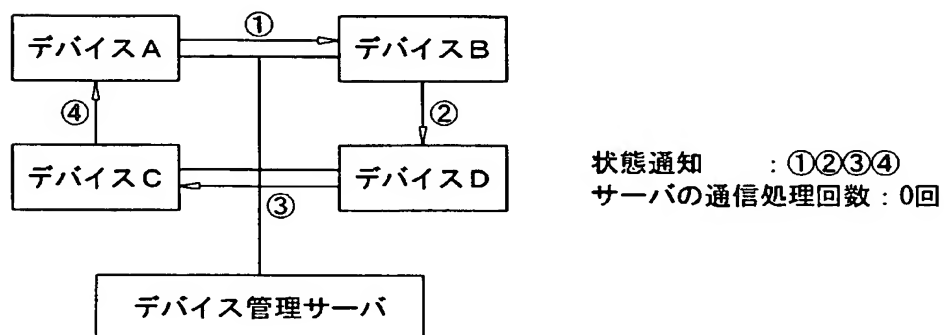 ①
デバイスA
デバイスB
④
②
デバイスC
デバイスD
③
状態通知 : ①②③④
サーバの通信処理回数 : 0回
デバイス管理サーバ